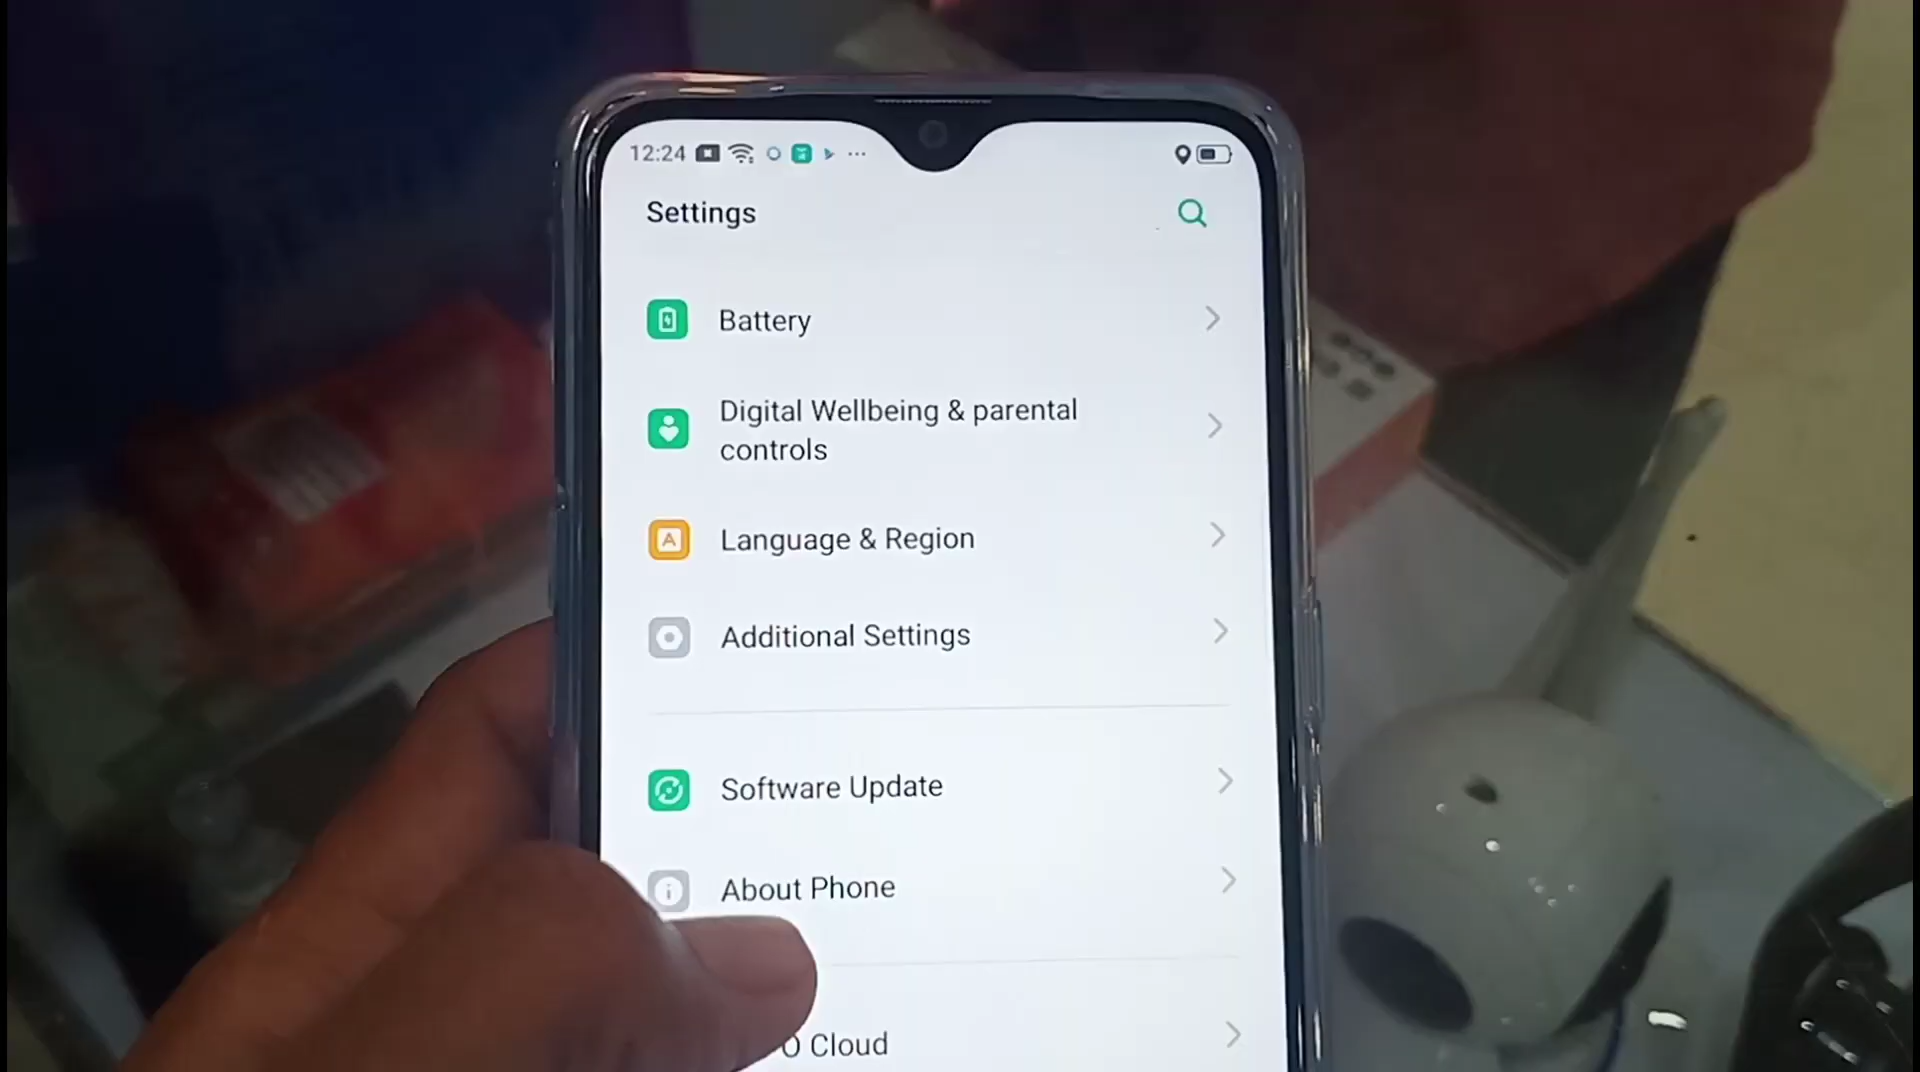 12:24
Settings
Battery
Digital Wellbeing & parental
controls
Language & Region
Additional Settings
Software Update
About Phone
O Cloud